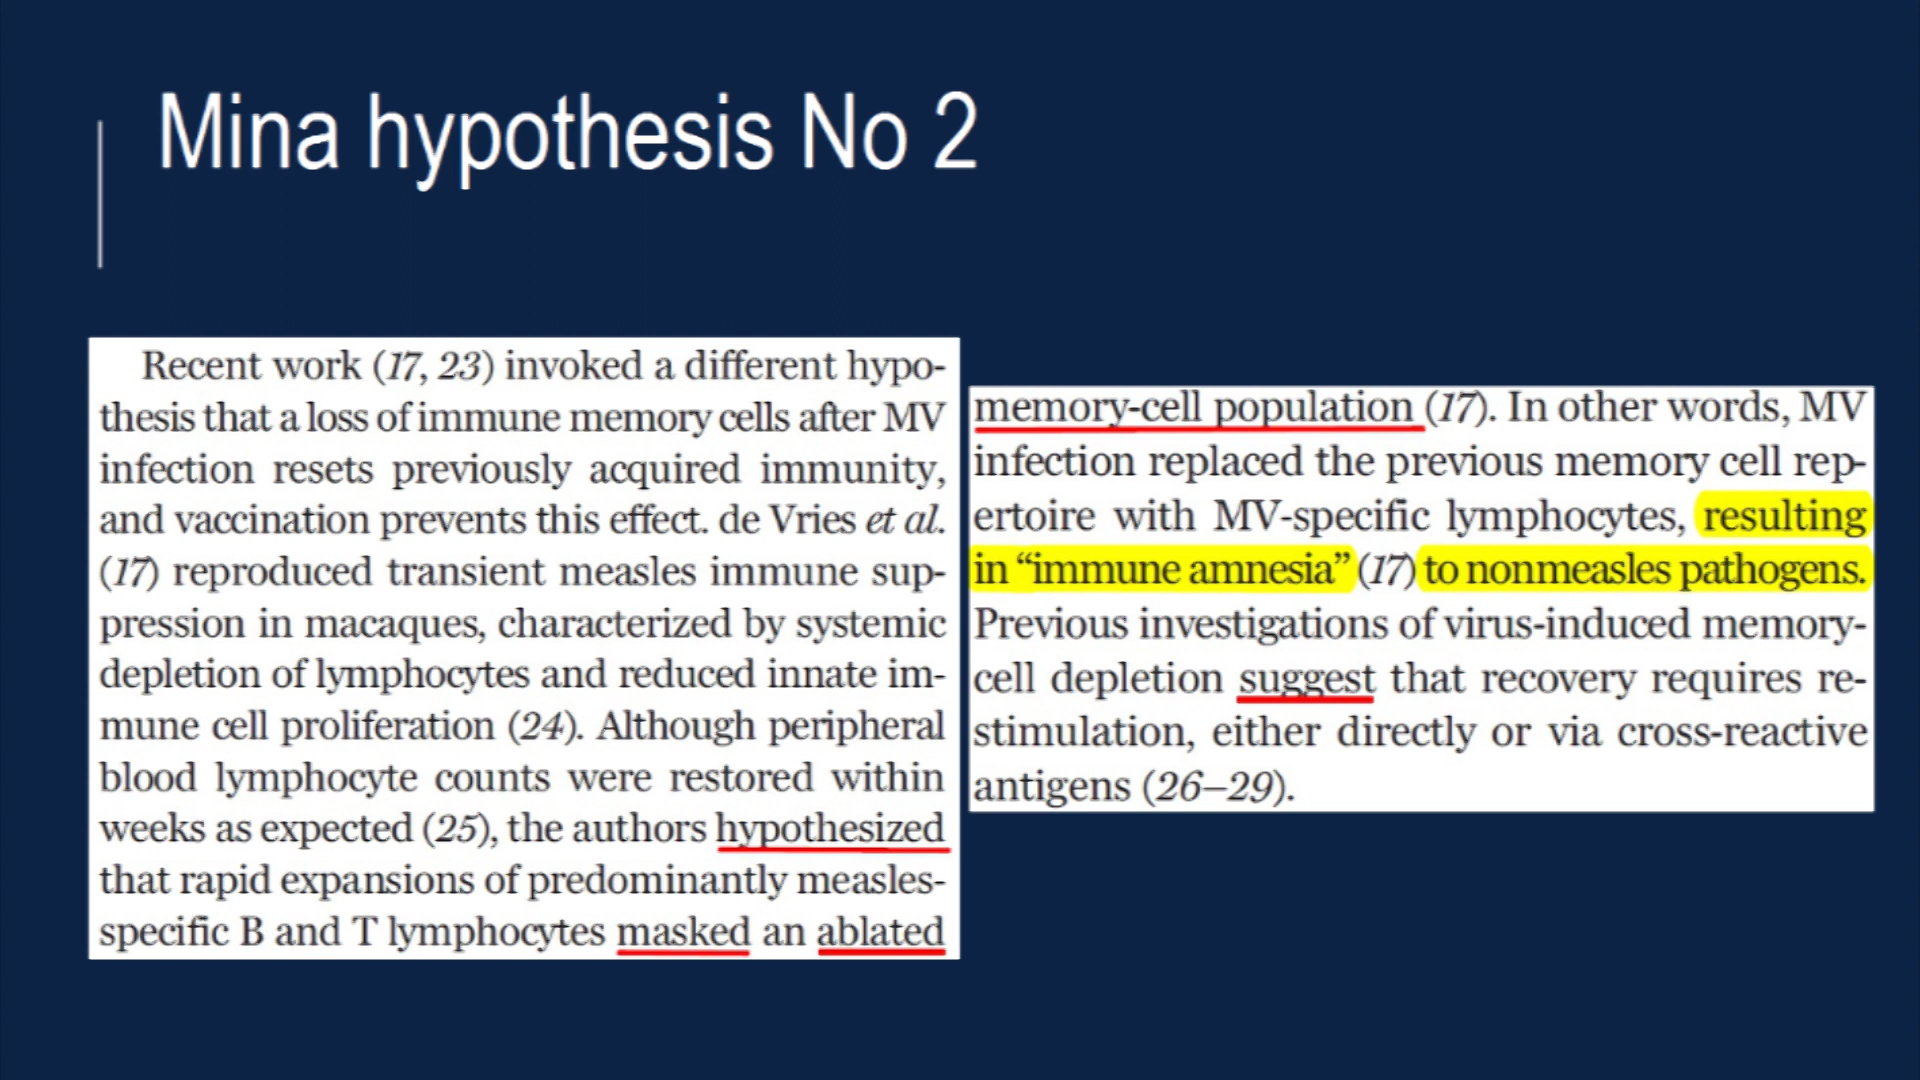 Mina hypothesis No 2
Recent work (17, 23) invoked a different hypo-
thesis that a loss of immune memory cells after MV
infection resets previously acquired immunity,
and vaccination prevents this effect. de Vries et al.
(17) reproduced transient measles immune sup-
pression in macaques, characterized by systemic
depletion of lymphocytes and reduced innate im-
mune cell proliferation (24). Although peripheral
blood lymphocyte counts were restored within
weeks as expected (25), the authors hypothesized
that rapid expansions of predominantly measles-
specific B and T lymphocytes masked an ablated
memory-cell population (17). In other words, MV
infection replaced the previous memory cell rep-
ertoire with MV-specific lymphocytes, resulting
in “immune amnesia” (17) to nonmeasles pathogens.
Previous investigations of virus-induced memory-
cell depletion suggest that recovery requires re-
stimulation, either directly or via cross-reactive
antigens (26–29).